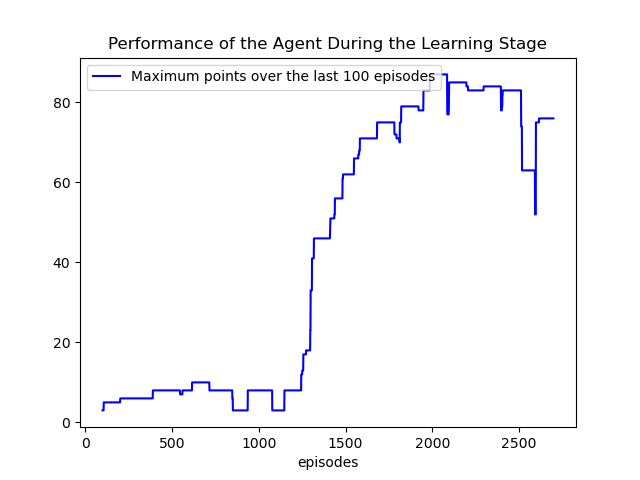 Performance of the Agent During the Learning Stage
Maximum points over the last 100 episodes
80
60
40
20
0
0 500 1000 1500 2000 2500
episodes